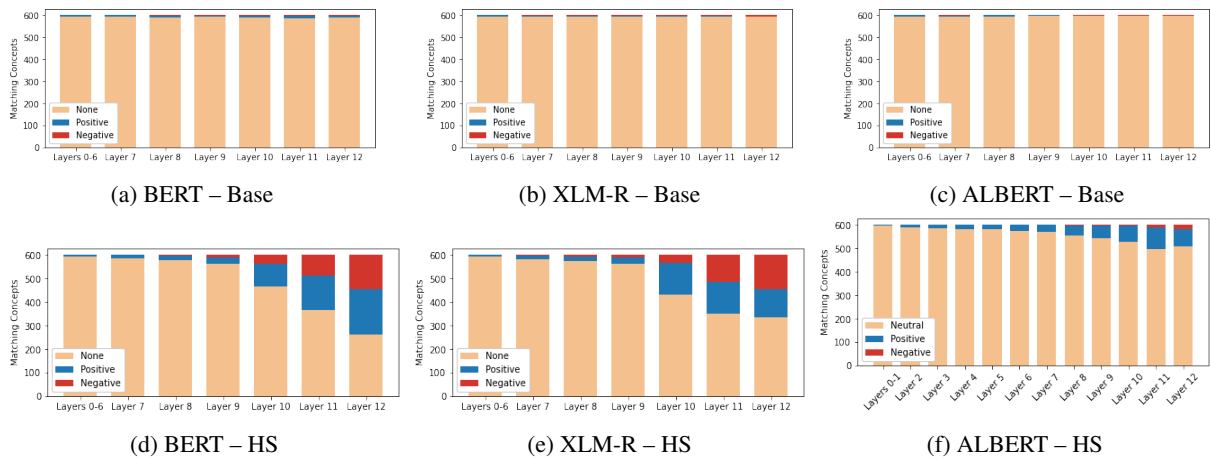 Matching Concepts
600
500
400
300
200
100
0
None
Positive
Negative
Layers 0-6 Layer 7 Layer 8 Layer 9 Layer 10 Layer 11 Layer 12
(a) BERT – Base
Matching Concepts
600
500
400
300
200
100
0
None
Positive
Negative
Layers 0-6 Layer 7 Layer 8 Layer 9 Layer 10 Layer 11 Layer 12
(b) XLM-R – Base
Matching Concepts
600
500
400
300
200
100
0
None
Positive
Negative
Layers 0-6 Layer 7 Layer 8 Layer 9 Layer 10 Layer 11 Layer 12
(c) ALBERT – Base
Matching Concepts
600
500
400
300
200
100
0
None
Positive
Negative
Layers 0-6 Layer 7 Layer 8 Layer 9 Layer 10 Layer 11 Layer 12
(d) BERT – HS
Matching Concepts
600
500
400
300
200
100
0
None
Positive
Negative
Layers 0-6 Layer 7 Layer 8 Layer 9 Layer 10 Layer 11 Layer 12
(e) XLM-R – HS
Matching Concepts
600
500
400
300
200
100
0
Neutral
Positive
Negative
Layers 0-1 Layer 2 Layer 3 Layer 4 Layer 5 Layer 6 Layer 7 Layer 8 Layer 9 Layer 10 Layer 11 Layer 12
(f) ALBERT – HS